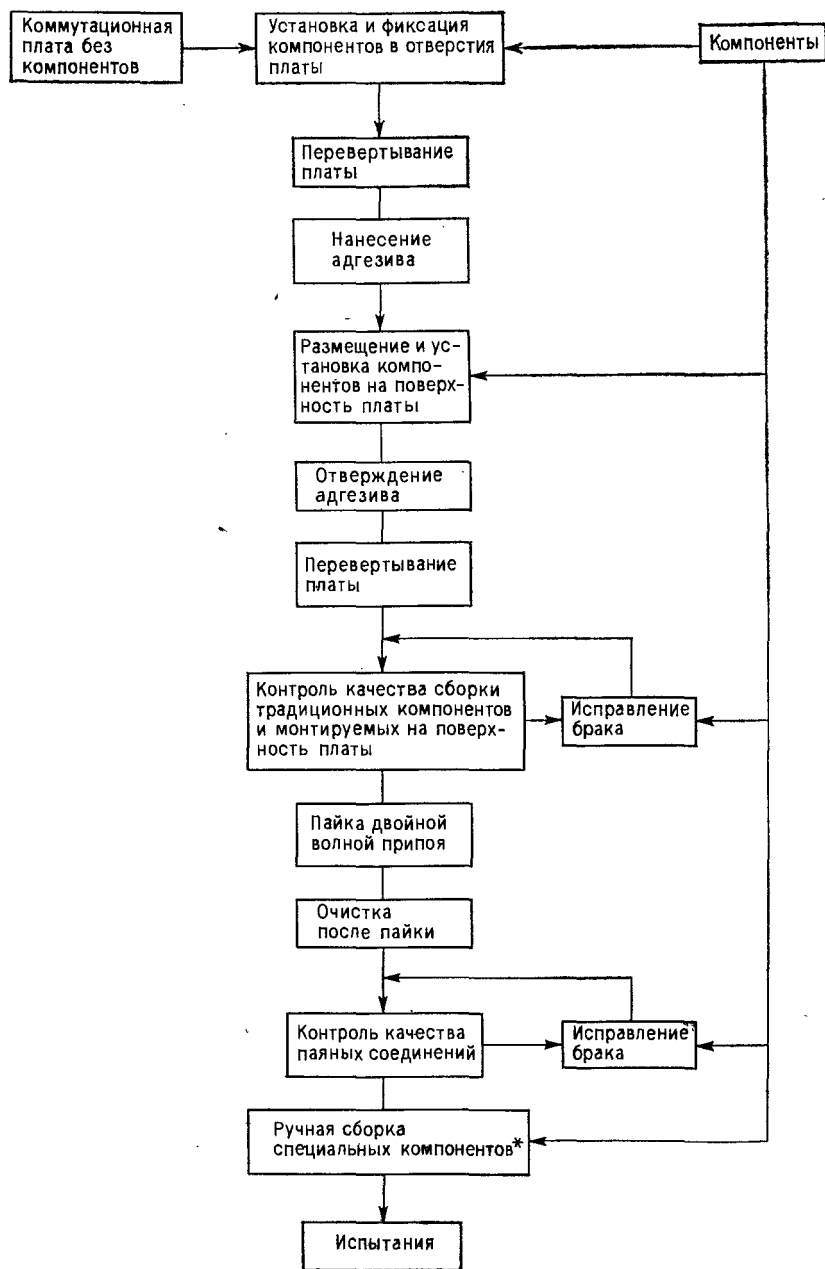 Коммутационная
плата без
компонентов
Установка и фиксация
компонентов в отверстия
платы
Компоненты
Перевертывание
платы
Нанесение
адгезива
Размещение и ус-
тановка компо-
нентов на поверх-
ность платы
Отверждение
адгезива
Перевертывание
платы
Контроль качества сборки
традиционных компонентов
и монтируемых на поверх-
ность платы
Исправление
брака
Пайка двойной
волной припоя
Очистка
после пайки
Контроль качества
паяных соединений
Исправление
брака
Ручная сборка
специальных компонентов*
Испытания